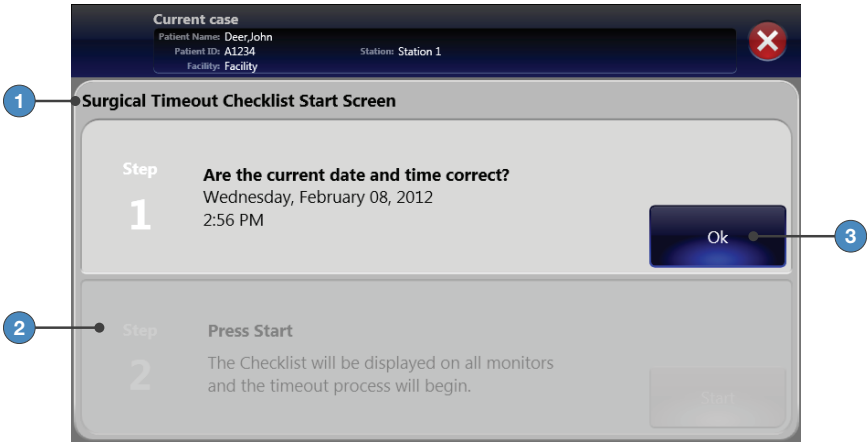 Current case
Patient Name: Deer,John
Patient ID: A1234 Station: Station 1
Facility: Facility
1
Surgical Timeout Checklist Start Screen
Step
1
Are the current date and time correct?
Wednesday, February 08, 2012
2:56 PM
Ok
3
2
Step
2
Press Start
The Checklist will be displayed on all monitors
and the timeout process will begin.
Start